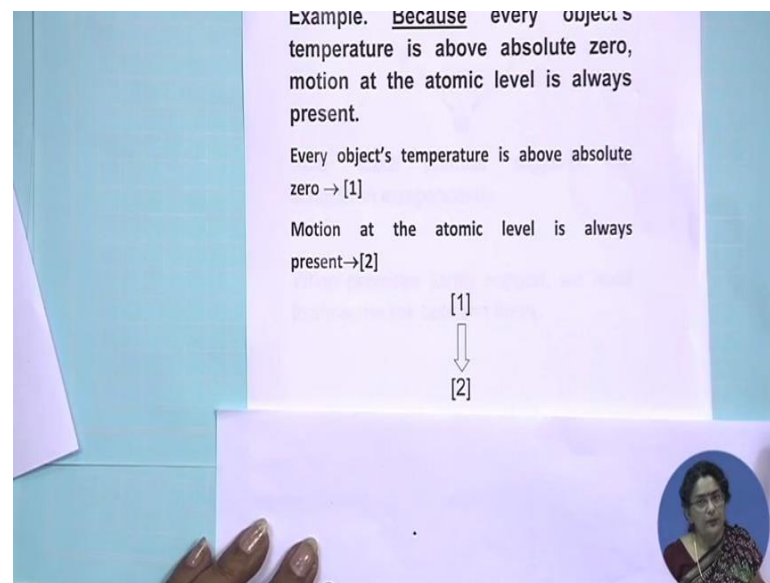 Example. Because every object's
temperature is above absolute zero,
motion at the atomic level is always
present.
Every object's temperature is above absolute
zero → [1]
Motion at the atomic level is always
present→[2]
[1]
[2]